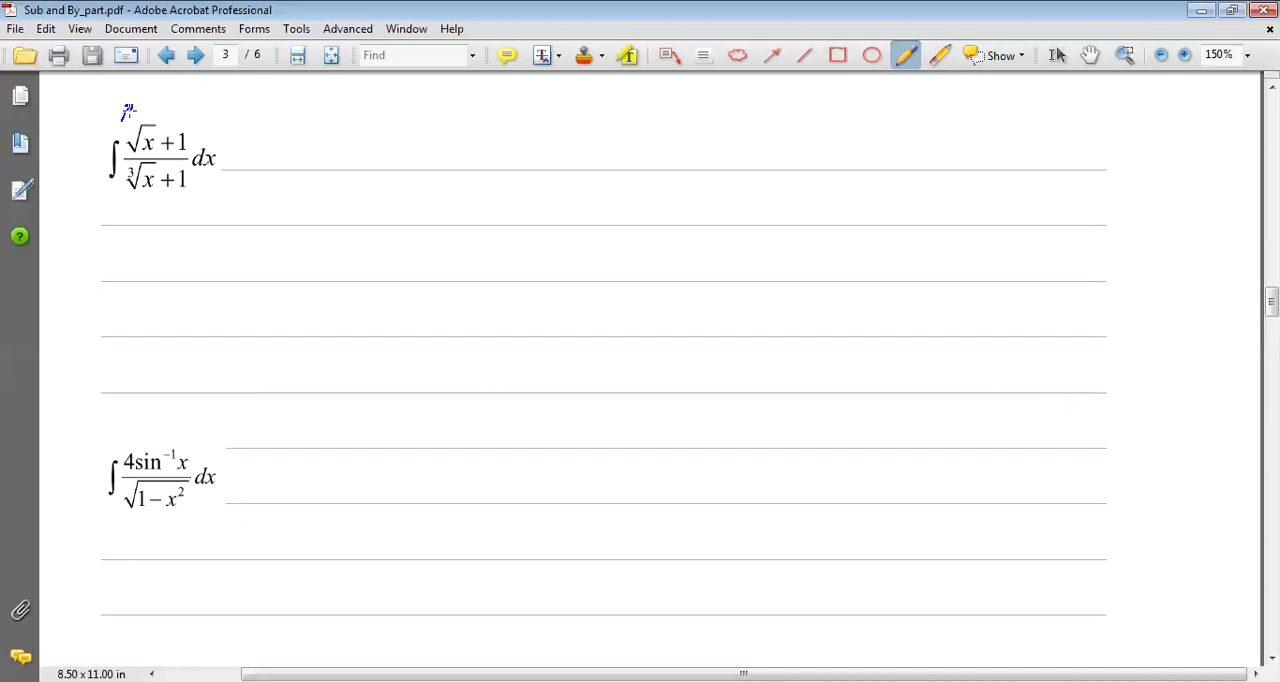 Sub and By_part.pdf - Adobe Acrobat Professional
File Edit View Document Comments Forms Tools Advanced Window Help
3 / 6 Find Show 150%
∫ (√x + 1)/(∛x + 1) dx
∫ (4sin⁻¹x)/(√(1 − x²)) dx
8.50 x 11.00 in